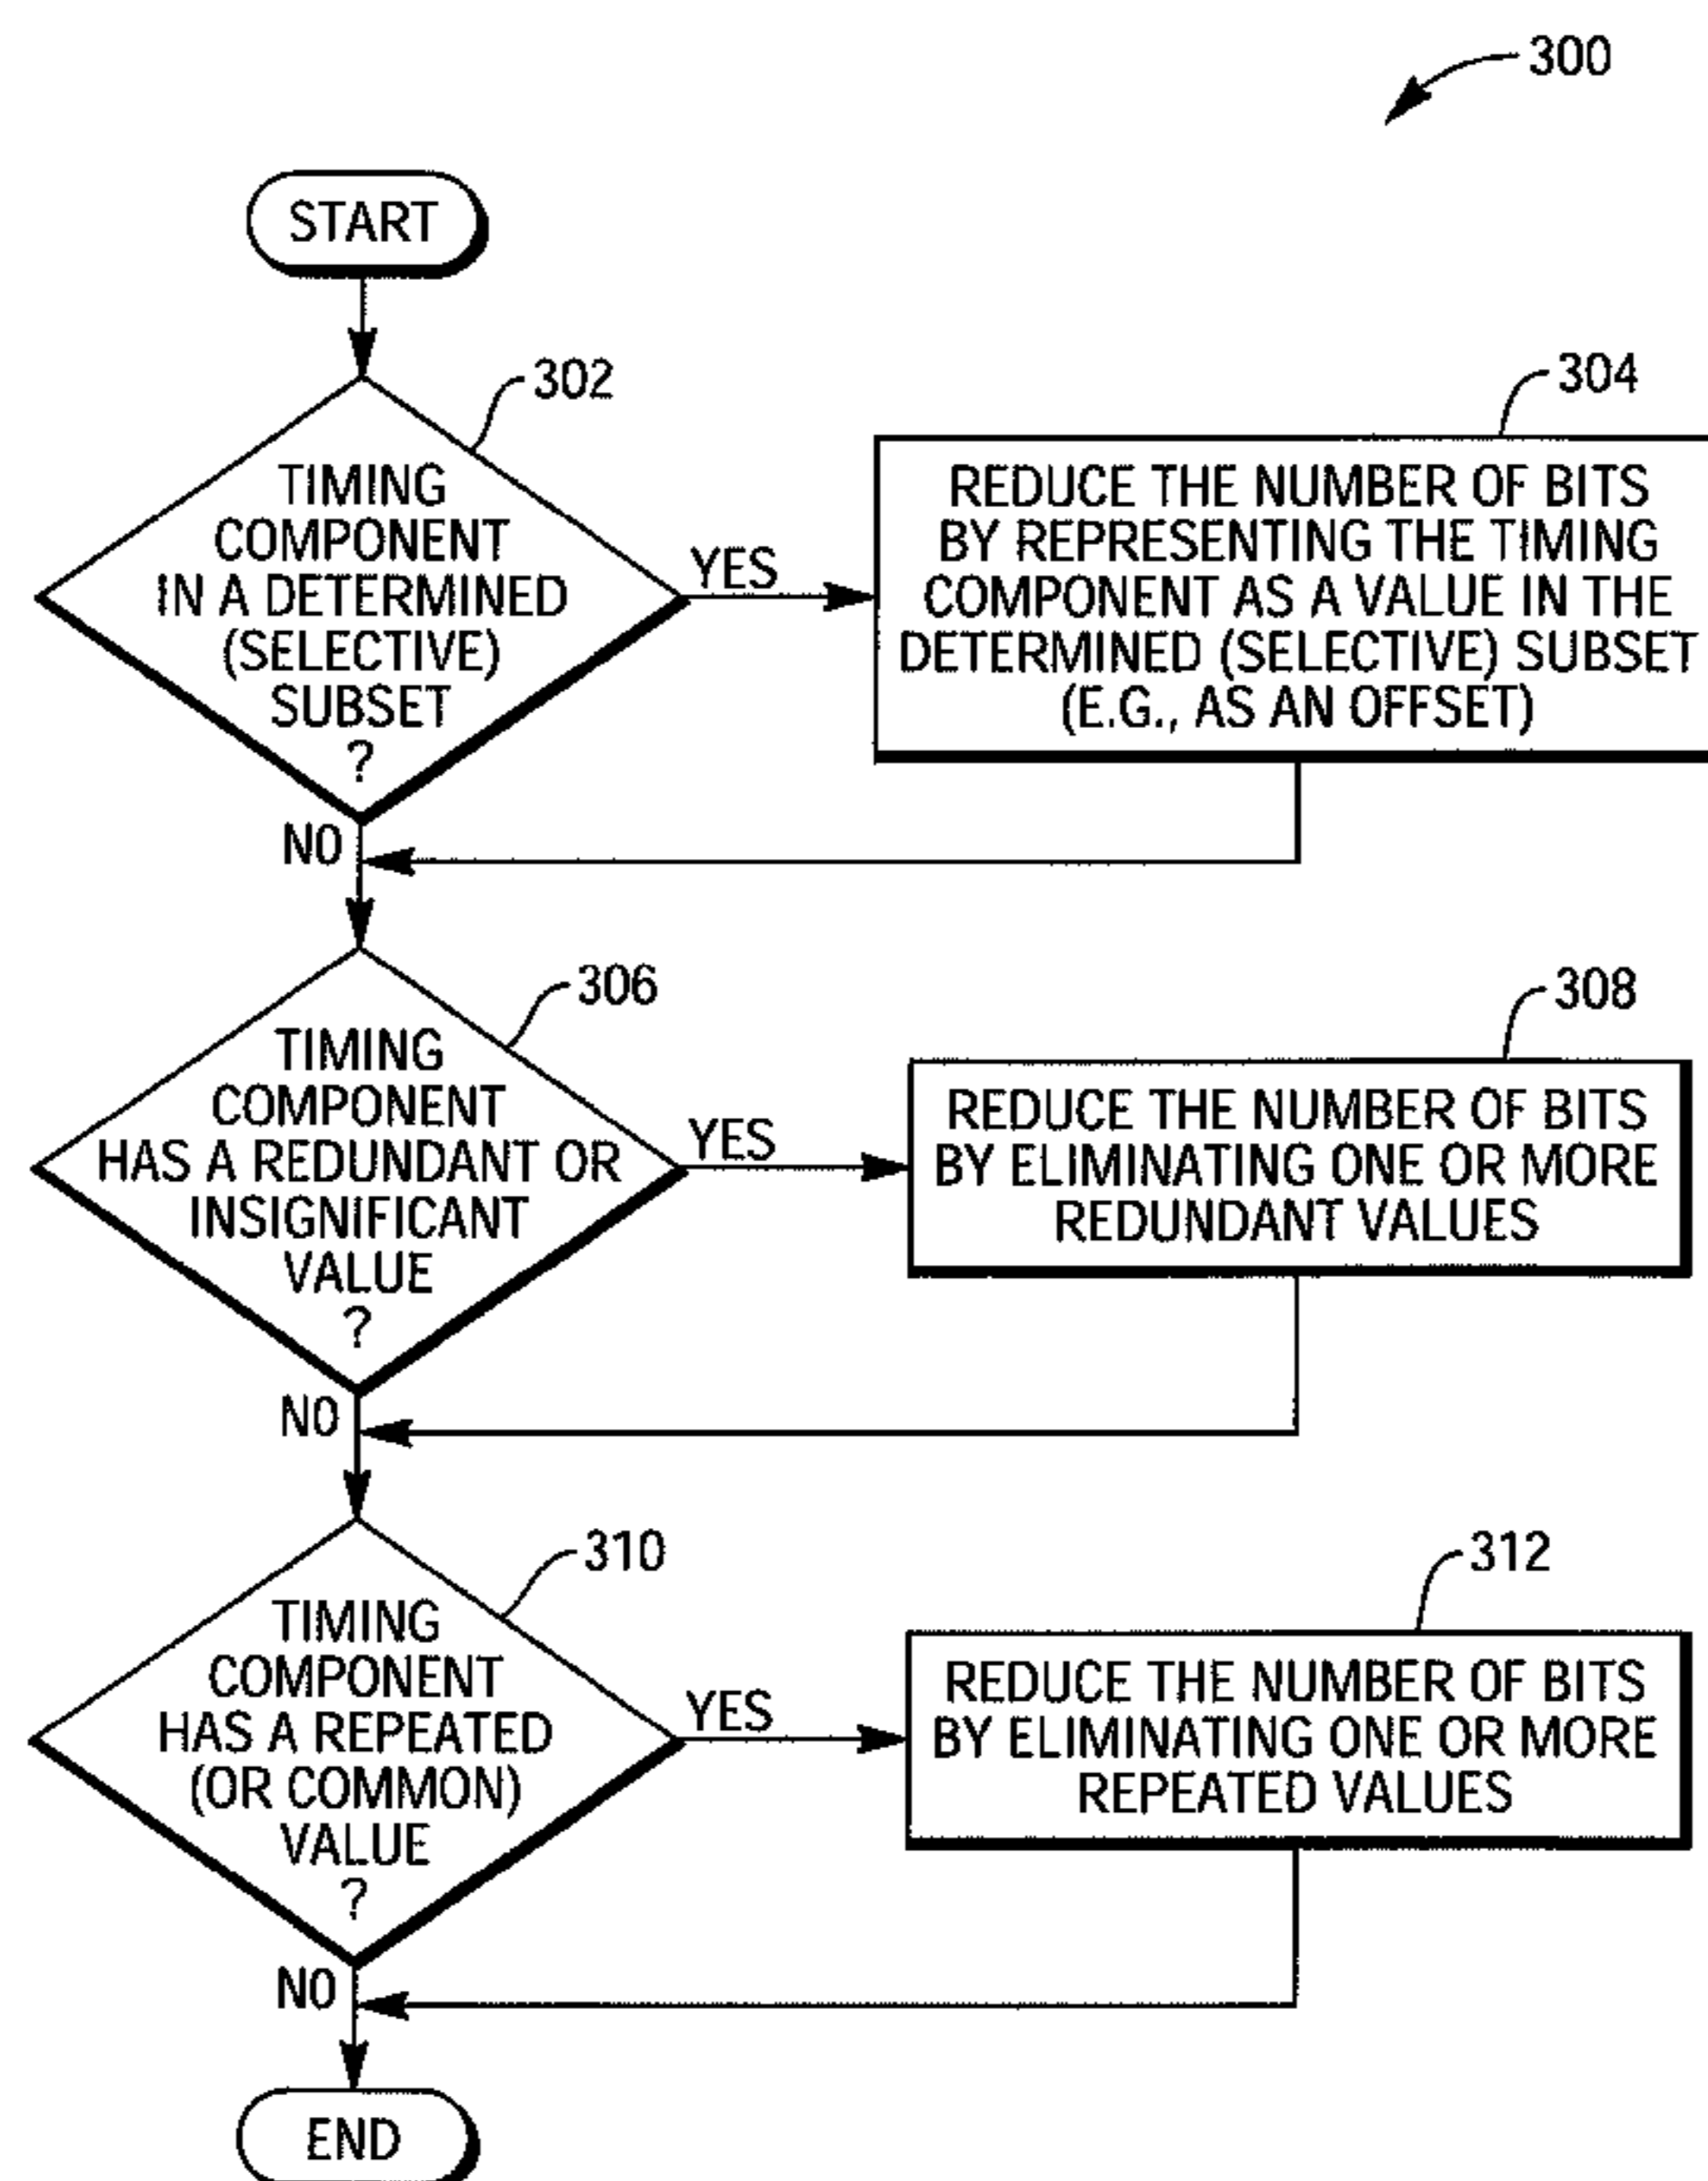 300
START
302
TIMING
COMPONENT
IN A DETERMINED
(SELECTIVE)
SUBSET
?
YES
NO
304
REDUCE THE NUMBER OF BITS
BY REPRESENTING THE TIMING
COMPONENT AS A VALUE IN THE
DETERMINED (SELECTIVE) SUBSET
(E.G., AS AN OFFSET)
306
TIMING
COMPONENT
HAS A REDUNDANT OR
INSIGNIFICANT
VALUE
?
YES
NO
308
REDUCE THE NUMBER OF BITS
BY ELIMINATING ONE OR MORE
REDUNDANT VALUES
310
TIMING
COMPONENT
HAS A REPEATED
(OR COMMON)
VALUE
?
YES
NO
312
REDUCE THE NUMBER OF BITS
BY ELIMINATING ONE OR MORE
REPEATED VALUES
END